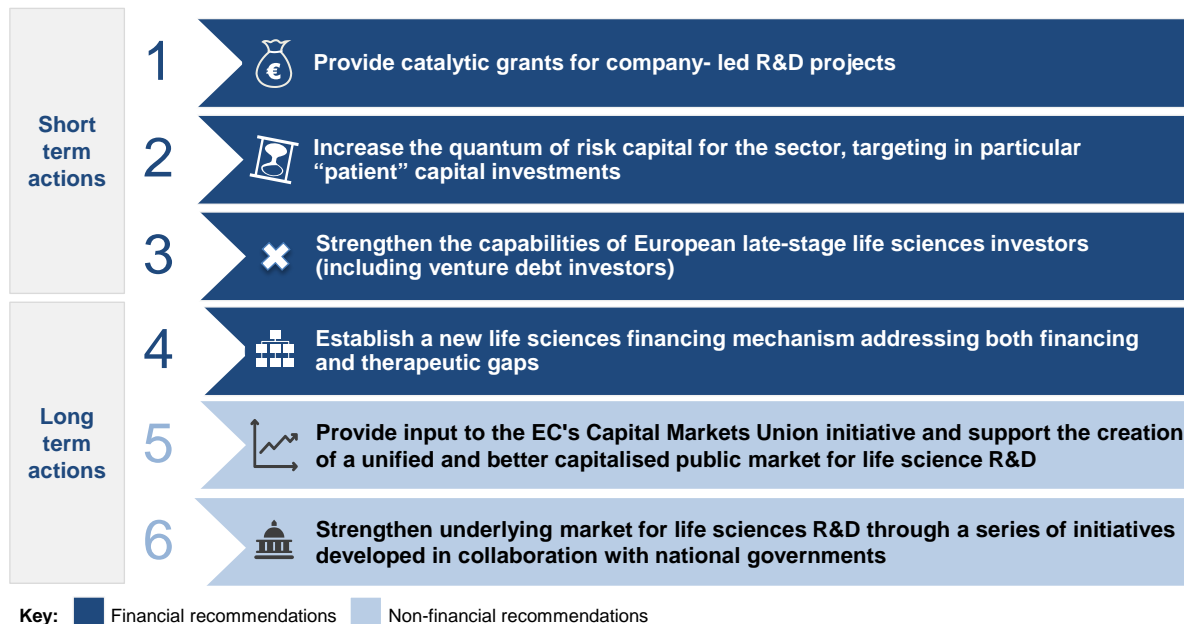 Short
term
actions
1
€
Provide catalytic grants for company- led R&D projects
2
Increase the quantum of risk capital for the sector, targeting in particular
“patient” capital investments
3
Strengthen the capabilities of European late-stage life sciences investors
(including venture debt investors)
Long
term
actions
4
Establish a new life sciences financing mechanism addressing both financing
and therapeutic gaps
5
Provide input to the EC's Capital Markets Union initiative and support the creation
of a unified and better capitalised public market for life science R&D
6
Strengthen underlying market for life sciences R&D through a series of initiatives
developed in collaboration with national governments
Key: Financial recommendations Non-financial recommendations